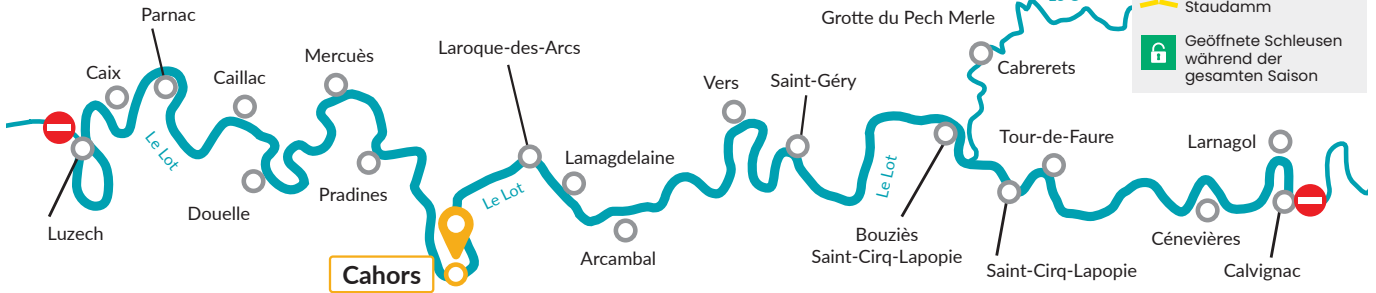 Parnac
Caix
Caillac
Mercuès
Laroque-des-Arcs
Vers
Saint-Géry
Grotte du Pech Merle
Cabrerets
Staudamm
Geöffnete Schleusen
während der
gesamten Saison
Le Lot
Luzech
Douelle
Pradines
Cahors
Le Lot
Lamagdelaine
Arcambal
Le Lot
Bouziès
Saint-Cirq-Lapopie
Tour-de-Faure
Saint-Cirq-Lapopie
Larnagol
Cénevières
Calvignac